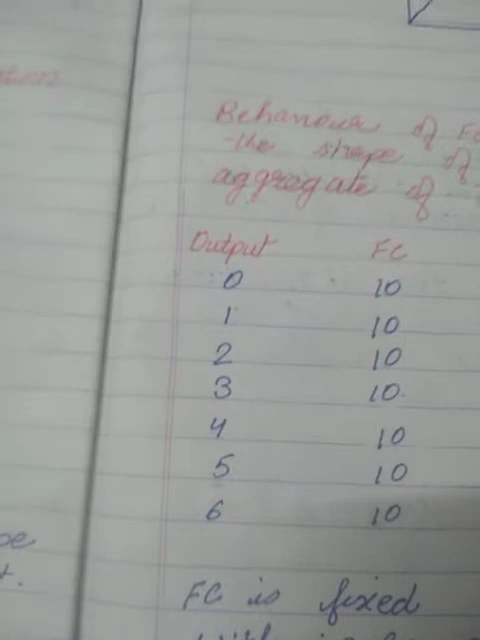 Behaviour of FC
the shape of
aggregate of
Output FC
0 10
1 10
2 10
3 10
4 10
5 10
6 10
FC is fixed